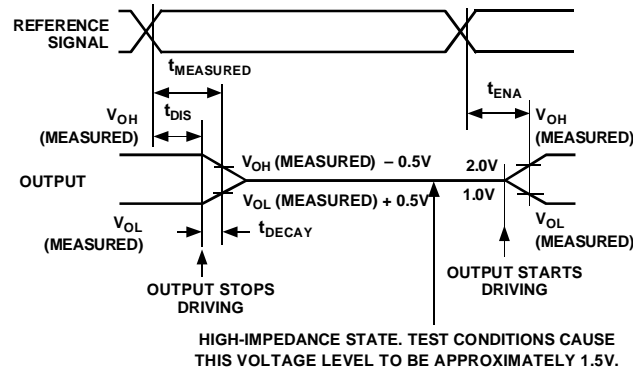 REFERENCE
SIGNAL
tMEASURED
tENA
tDIS
VOH
(MEASURED)
VOH
(MEASURED)
VOH (MEASURED) – 0.5V
2.0V
OUTPUT
VOL (MEASURED) + 0.5V
1.0V
VOL
(MEASURED)
tDECAY
VOL
(MEASURED)
OUTPUT STOPS
DRIVING
OUTPUT STARTS
DRIVING
HIGH-IMPEDANCE STATE. TEST CONDITIONS CAUSE
THIS VOLTAGE LEVEL TO BE APPROXIMATELY 1.5V.